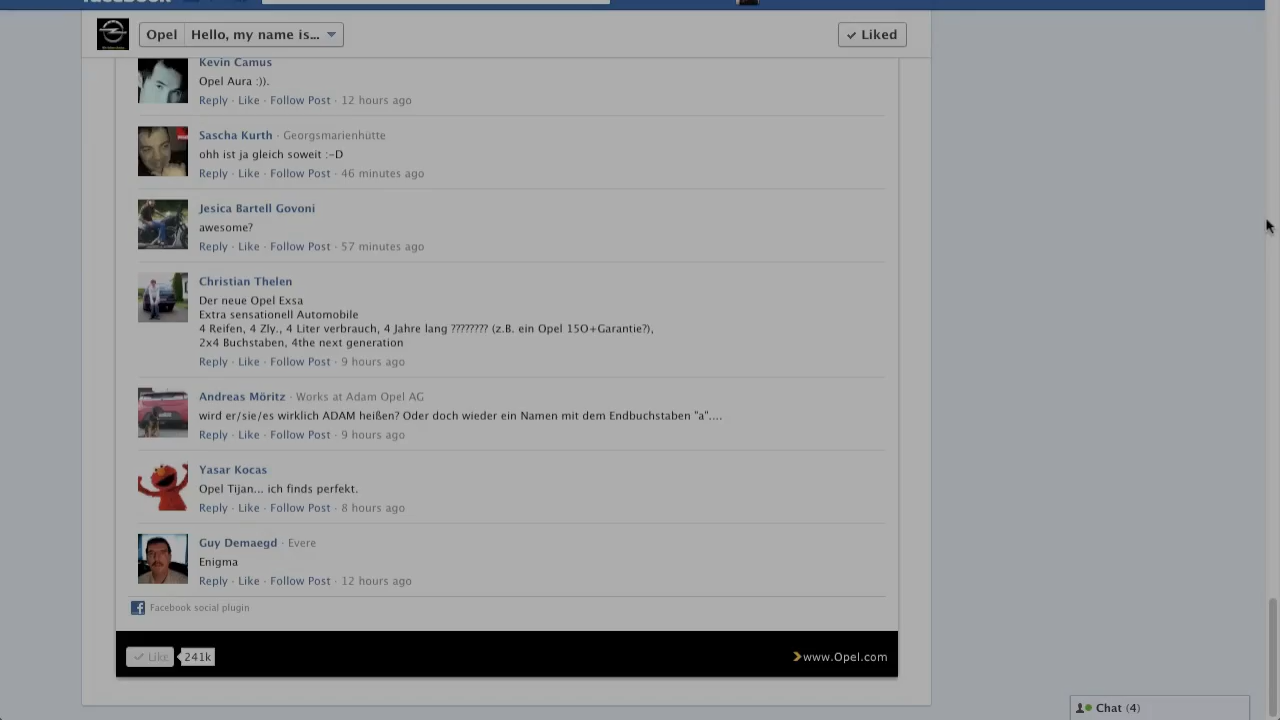 facebook
Opel Hello, my name is... Liked
Kevin Camus
Opel Aura :)).
Reply · Like · Follow Post · 12 hours ago
Sascha Kurth · Georgsmarienhütte
ohh ist ja gleich soweit :-D
Reply · Like · Follow Post · 46 minutes ago
Jesica Bartell Govoni
awesome?
Reply · Like · Follow Post · 57 minutes ago
Christian Thelen
Der neue Opel Exsa
Extra sensationell Automobile
4 Reifen, 4 Zly., 4 Liter verbrauch, 4 Jahre lang ???????? (z.B. ein Opel 15O+Garantie?),
2x4 Buchstaben, 4the next generation
Reply · Like · Follow Post · 9 hours ago
Andreas Möritz · Works at Adam Opel AG
wird er/sie/es wirklich ADAM heißen? Oder doch wieder ein Namen mit dem Endbuchstaben "a"....
Reply · Like · Follow Post · 9 hours ago
Yasar Kocas
Opel Tijan... ich finds perfekt.
Reply · Like · Follow Post · 8 hours ago
Guy Demaegd · Evere
Enigma
Reply · Like · Follow Post · 12 hours ago
Facebook social plugin
Like 241k www.Opel.com
Chat (4)